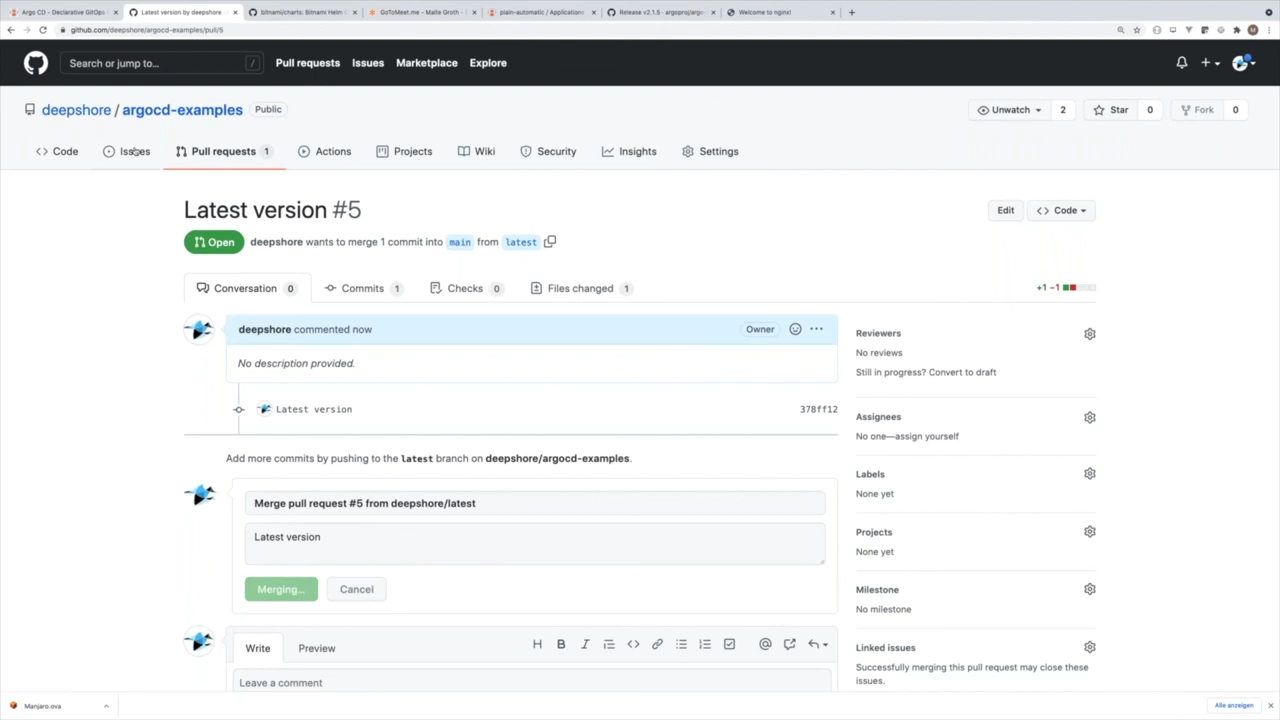 Argo CD - Declarative GitOps
Latest version by deepshore
bitnami/charts: Bitnami Helm
GoToMeet.me - Malte Groth -
plain-automatic / Application
Release v2.1.5 · argoproj/argo
Welcome to nginx!
github.com/deepshore/argocd-examples/pull/5
Search or jump to... /
Pull requests Issues Marketplace Explore
deepshore / argocd-examples Public
Unwatch 2 Star 0 Fork 0
Code Issues Pull requests 1 Actions Projects Wiki Security Insights Settings
Latest version #5
Edit Code
Open deepshore wants to merge 1 commit into main from latest
Conversation 0 Commits 1 Checks 0 Files changed 1 +1 −1
deepshore commented now Owner
No description provided.
Latest version 378ff12
Add more commits by pushing to the latest branch on deepshore/argocd-examples.
Merge pull request #5 from deepshore/latest
Latest version
Merging... Cancel
Write Preview H B I
Leave a comment
Reviewers
No reviews
Still in progress? Convert to draft
Assignees
No one—assign yourself
Labels
None yet
Projects
None yet
Milestone
No milestone
Linked issues
Successfully merging this pull request may close these
issues.
Manjaro.ova
Alle anzeigen